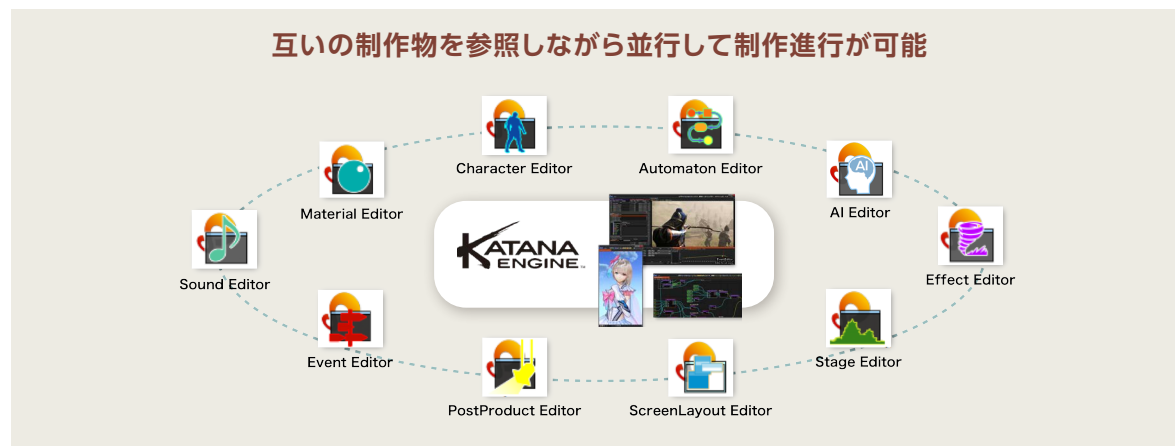 互いの制作物を参照しながら並行して制作進行が可能
Character Editor
Automaton Editor
Material Editor
AI
AI Editor
Sound Editor
KATANA
ENGINE™
Effect Editor
Event Editor
Stage Editor
PostProduct Editor
ScreenLayout Editor